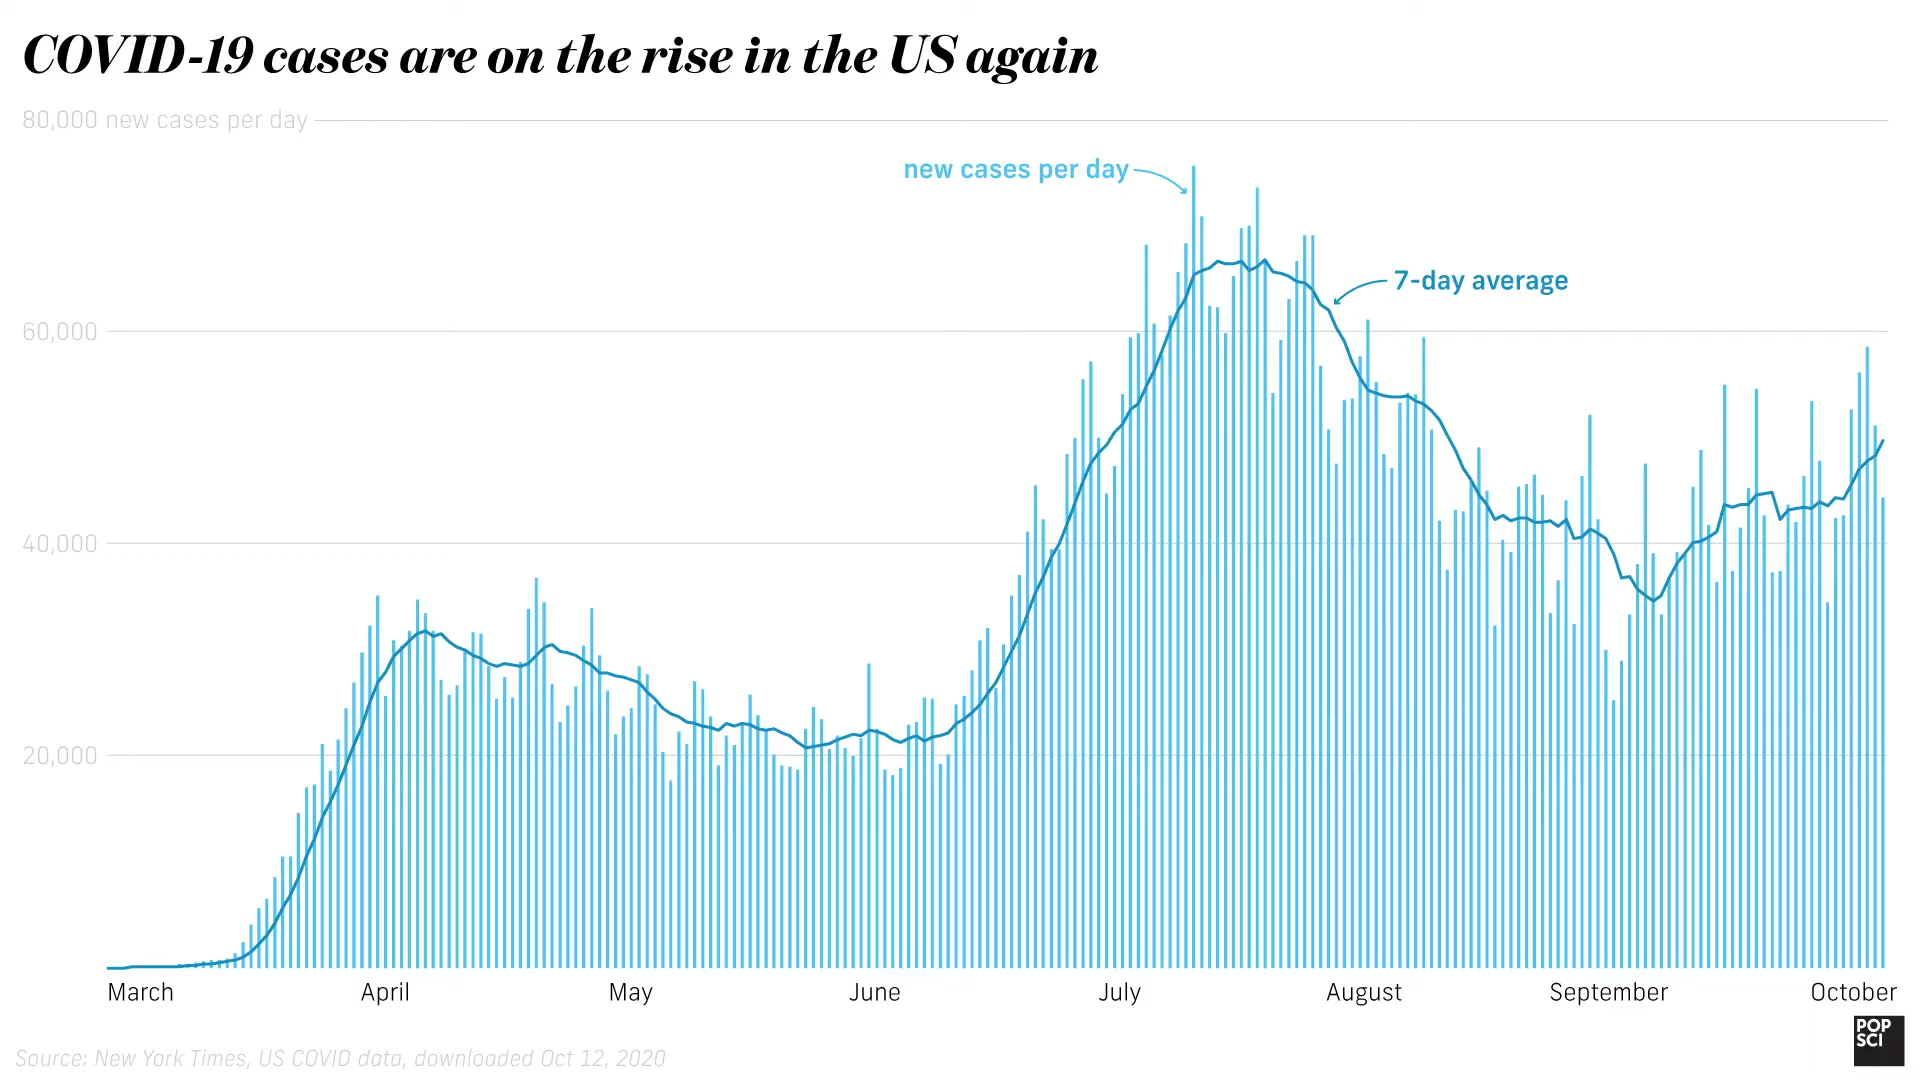 COVID-19 cases are on the rise in the US again
80,000 new cases per day
new cases per day
7-day average
60,000
40,000
20,000
March April May June July August September October
Source: New York Times, US COVID data, downloaded Oct 12, 2020
POP
SCI